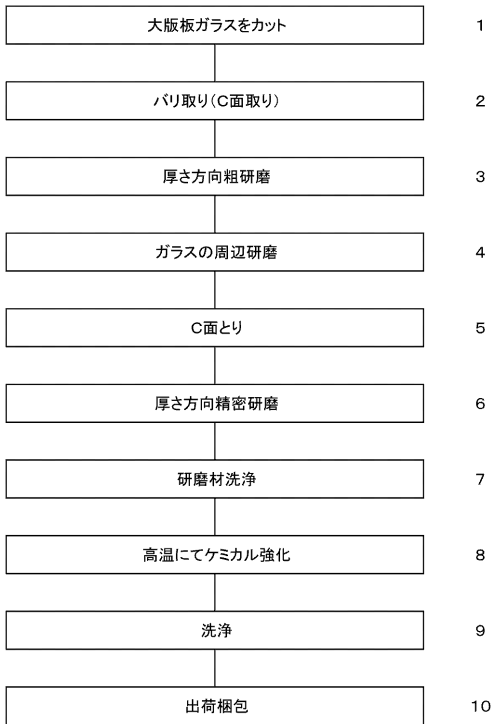 大版板ガラスをカット 1
バリ取り(C面取り) 2
厚さ方向粗研磨 3
ガラスの周辺研磨 4
C面とり 5
厚さ方向精密研磨 6
研磨材洗浄 7
高温にてケミカル強化 8
洗浄 9
出荷梱包 10